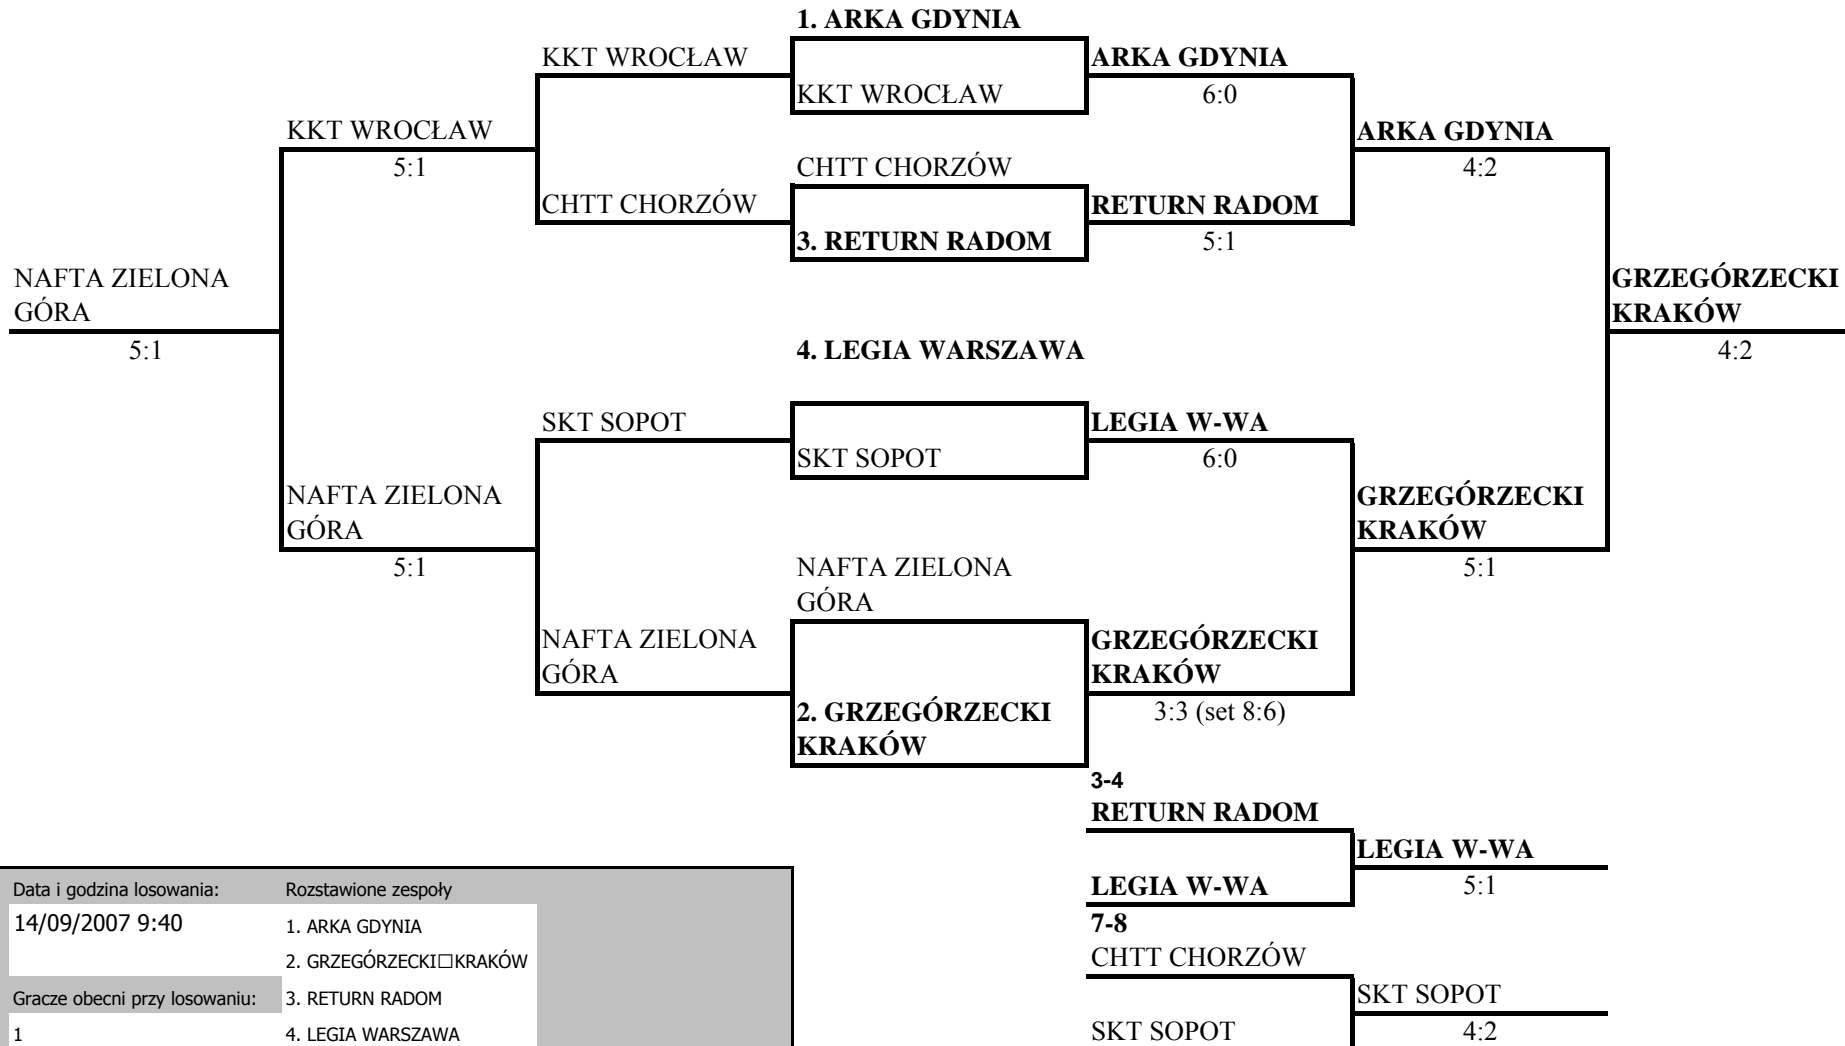 1. ARKA GDYNIA
KKT WROCŁAW
ARKA GDYNIA
KKT WROCŁAW
6:0
KKT WROCŁAW
ARKA GDYNIA
5:1
CHTT CHORZÓW
4:2
CHTT CHORZÓW
RETURN RADOM
3. RETURN RADOM
5:1
NAFTA ZIELONA
GÓRA
GRZEGÓRZECKI
KRAKÓW
5:1
4. LEGIA WARSZAWA
4:2
SKT SOPOT
LEGIA W-WA
SKT SOPOT
6:0
NAFTA ZIELONA
GÓRA
GRZEGÓRZECKI
KRAKÓW
5:1
NAFTA ZIELONA
GÓRA
5:1
NAFTA ZIELONA
GÓRA
GRZEGÓRZECKI
KRAKÓW
2. GRZEGÓRZECKI
KRAKÓW
3:3 (set 8:6)
3-4
RETURN RADOM
LEGIA W-WA
LEGIA W-WA
5:1
7-8
CHTT CHORZÓW
SKT SOPOT
SKT SOPOT
4:2
Data i godzina losowania:
14/09/2007 9:40
Gracze obecni przy losowaniu:
1
Rozstawione zespoły
1. ARKA GDYNIA
2. GRZEGÓRZECKI□KRAKÓW
3. RETURN RADOM
4. LEGIA WARSZAWA